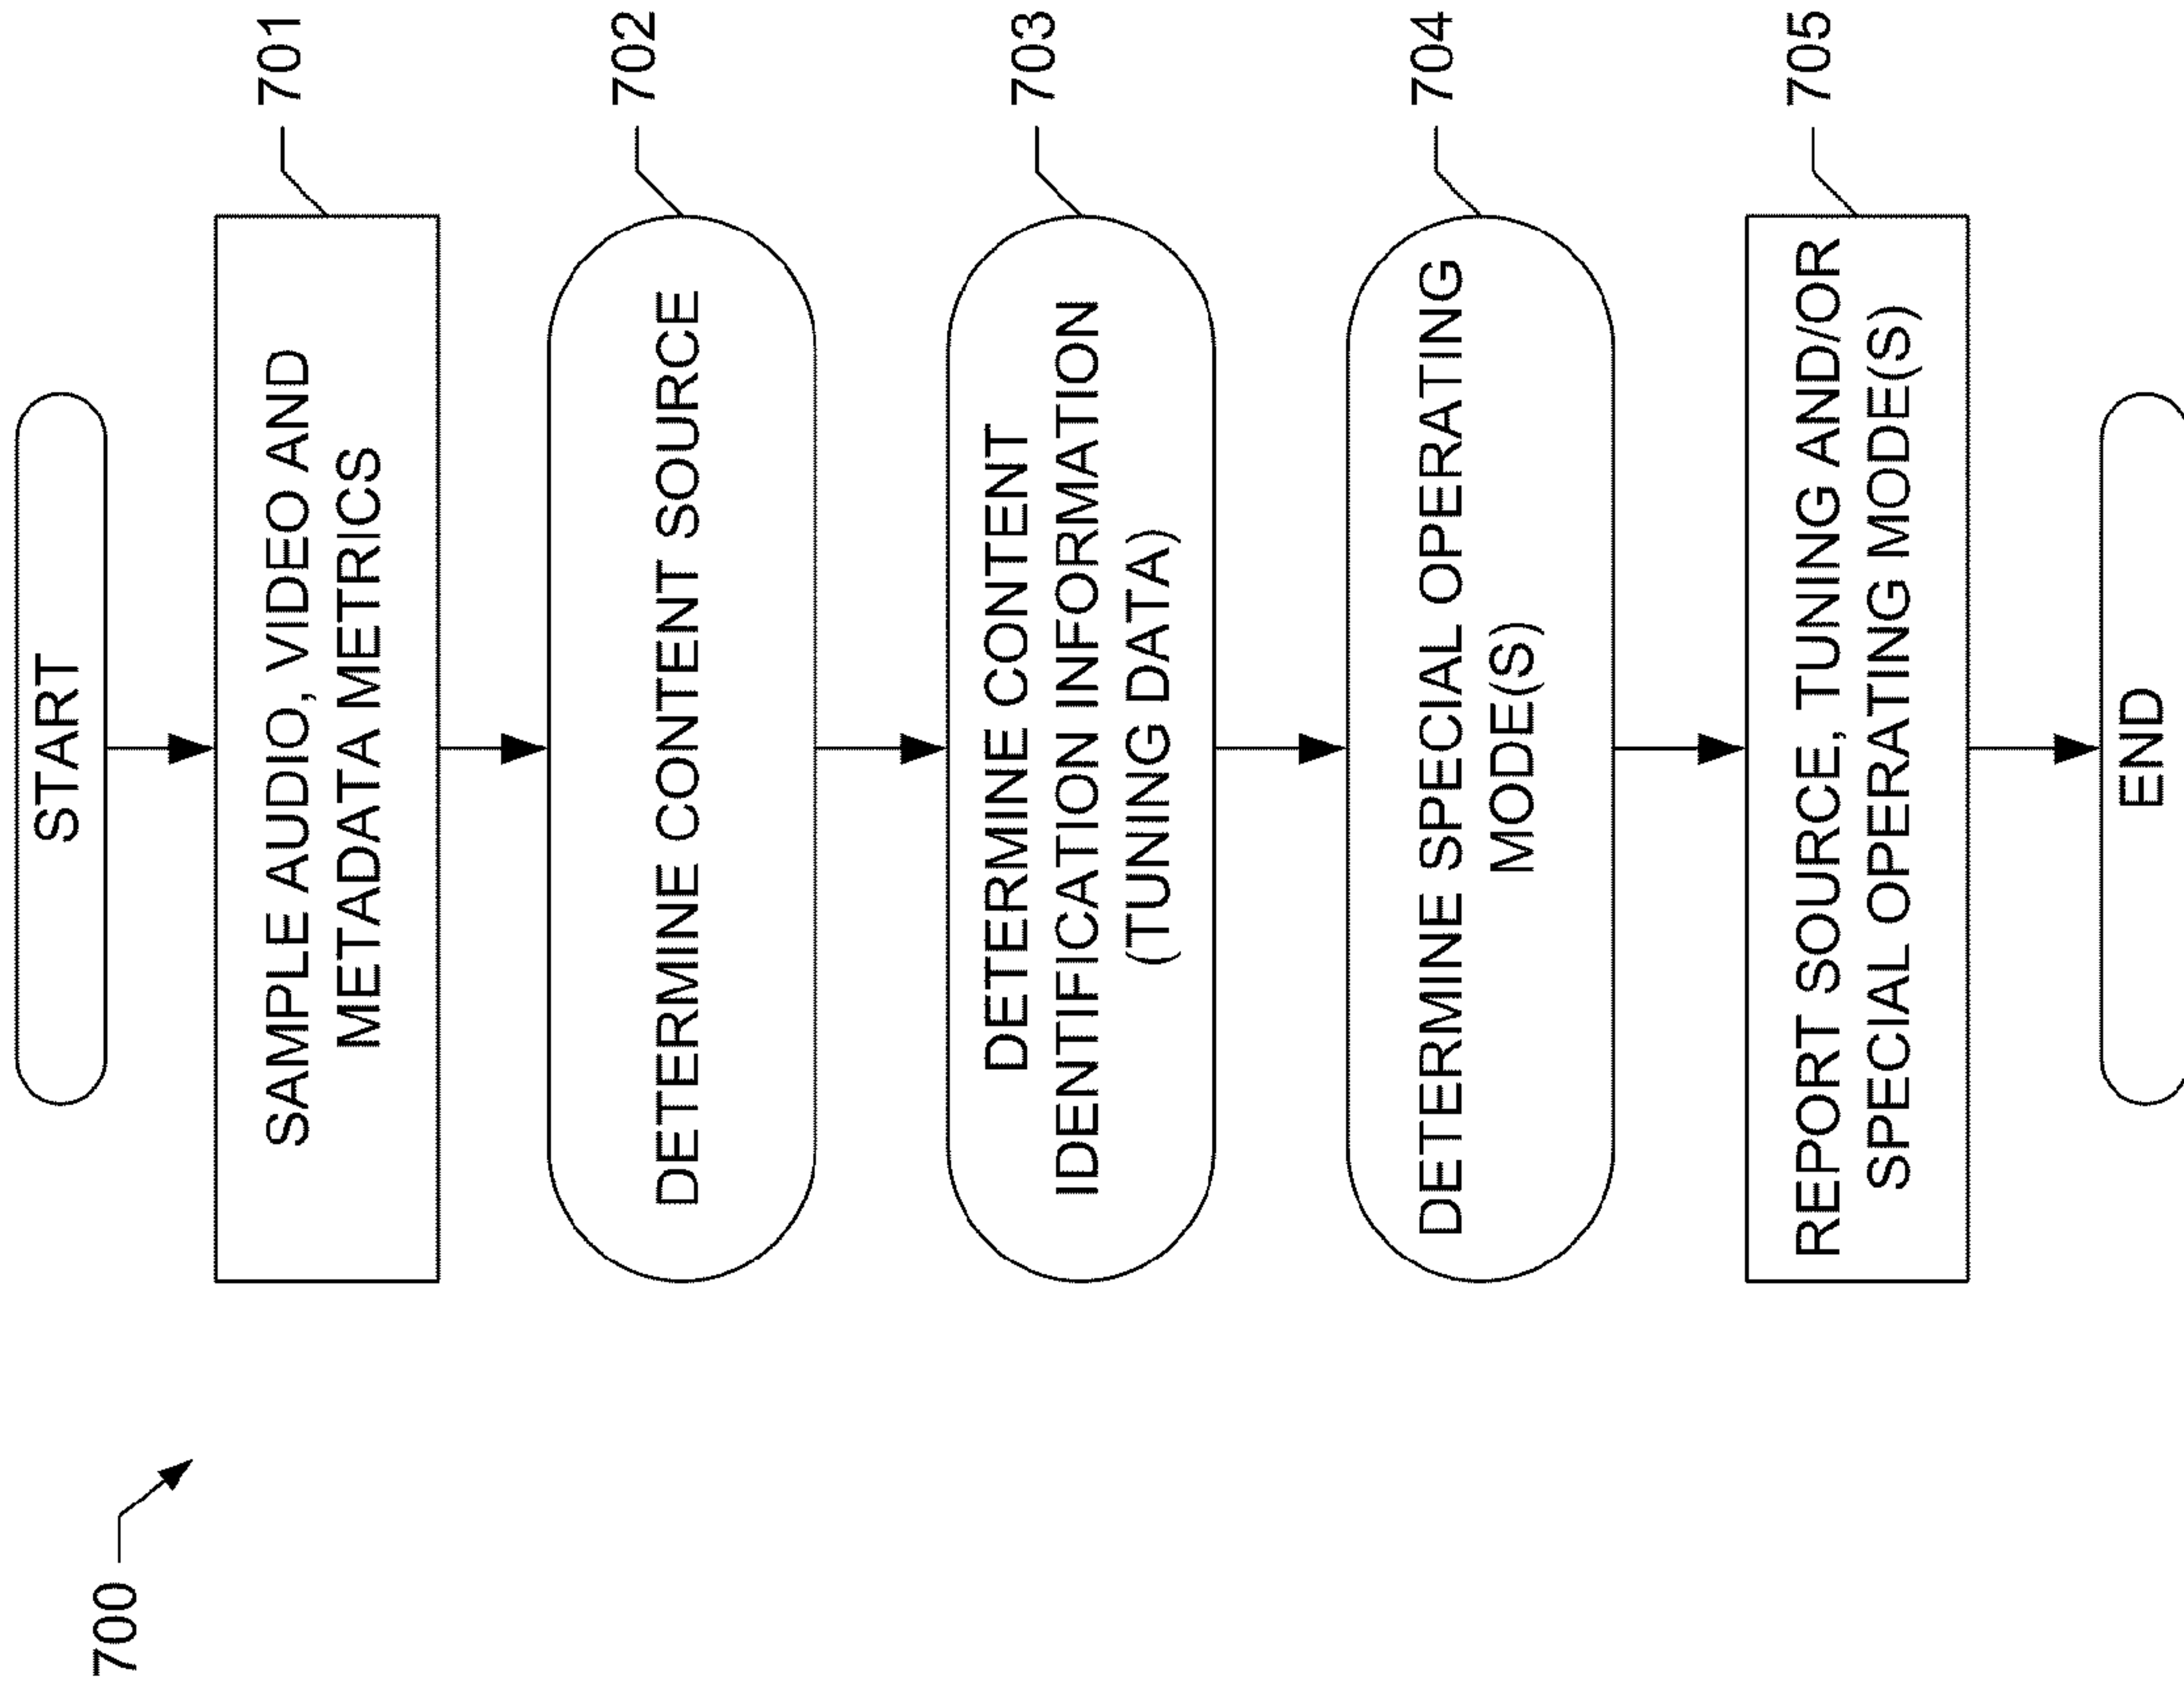 700
START
SAMPLE AUDIO, VIDEO AND
METADATA METRICS
701
DETERMINE CONTENT SOURCE
702
DETERMINE CONTENT
IDENTIFICATION INFORMATION
(TUNING DATA)
703
DETERMINE SPECIAL OPERATING
MODE(S)
704
REPORT SOURCE, TUNING AND/OR
SPECIAL OPERATING MODE(S)
705
END